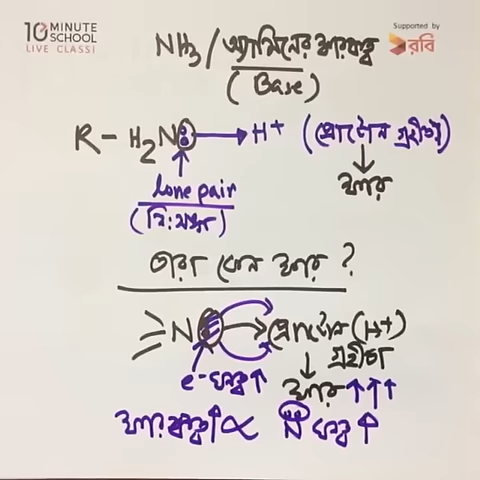 10 MINUTE SCHOOL
LIVE CLASS!
Supported by
রবি
NH3 / অ্যামিনের ক্ষারকত্ব
(Base)
R - H2N: → H+ (প্রোটন গ্রহীতা)
ক্ষার
lone pair
(নি:সঙ্গ)
তারা কেন ক্ষার ?
N: → প্রোটন (H+)
গ্রহীতা
e- ঘনত্ব ↑
ক্ষার ↑↑↑
ক্ষারকত্ব ↑ ∝ N̈ ঘনত্ব ↑